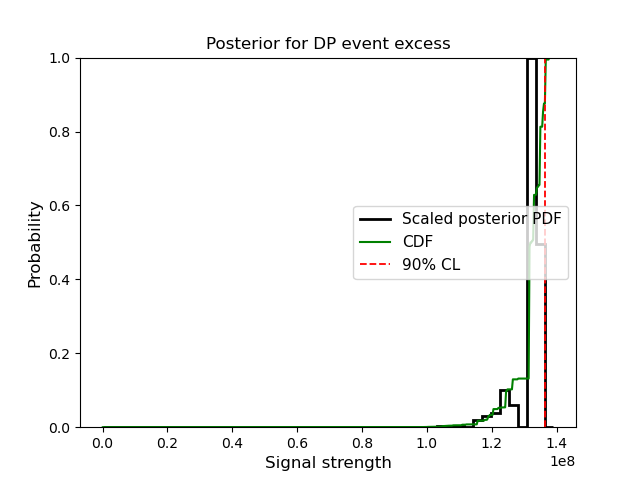 Posterior for DP event excess
1.0
0.8
0.6
0.4
0.2
0.0
Probability
Scaled posterior PDF
CDF
90% CL
0.0 0.2 0.4 0.6 0.8 1.0 1.2 1.4
1e8
Signal strength